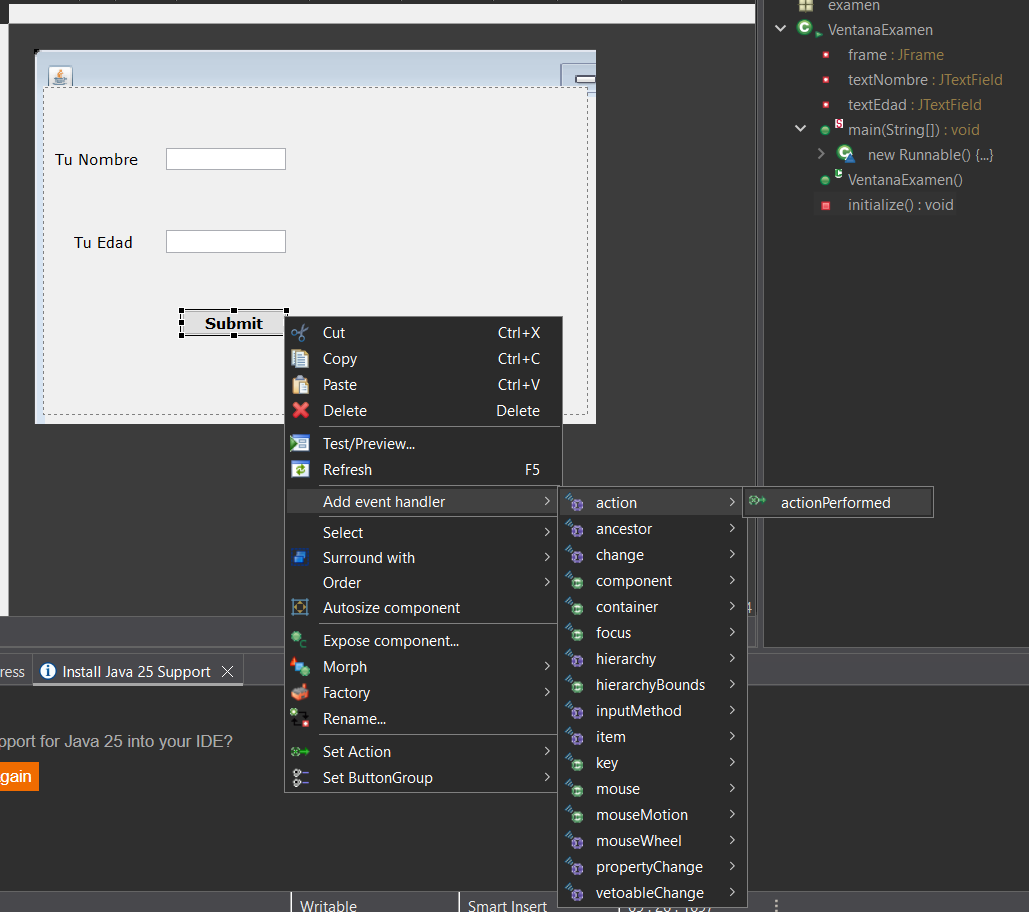 examen
VentanaExamen
frame : JFrame
textNombre : JTextField
textEdad : JTextField
main(String[]) : void
new Runnable() {...}
VentanaExamen()
initialize() : void
Tu Nombre
Tu Edad
Submit
Cut Ctrl+X
Copy Ctrl+C
Paste Ctrl+V
Delete Delete
Test/Preview...
Refresh F5
Add event handler
Select
Surround with
Order
Autosize component
Expose component...
Morph
Factory
Rename...
Set Action
Set ButtonGroup
action
ancestor
change
component
container
focus
hierarchy
hierarchyBounds
inputMethod
item
key
mouse
mouseMotion
mouseWheel
propertyChange
vetoableChange
actionPerformed
ress
Install Java 25 Support
pport for Java 25 into your IDE?
gain
Writable
Smart Insert